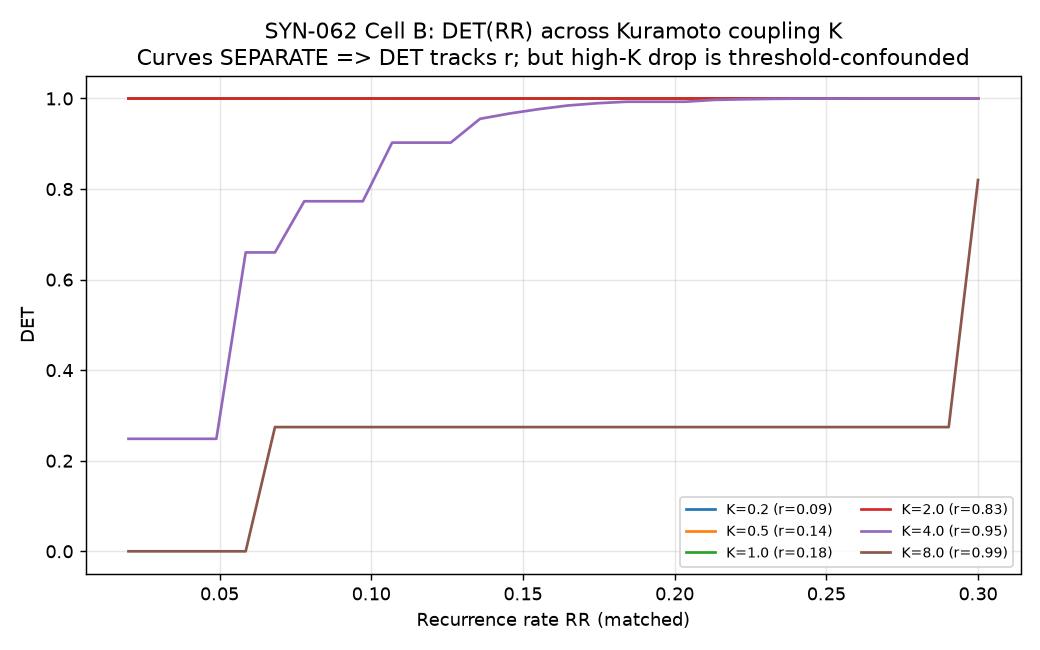 SYN-062 Cell B: DET(RR) across Kuramoto coupling K
Curves SEPARATE => DET tracks r; but high-K drop is threshold-confounded
DET
1.0
0.8
0.6
0.4
0.2
0.0
0.05 0.10 0.15 0.20 0.25 0.30
Recurrence rate RR (matched)
K=0.2 (r=0.09) K=2.0 (r=0.83)
K=0.5 (r=0.14) K=4.0 (r=0.95)
K=1.0 (r=0.18) K=8.0 (r=0.99)